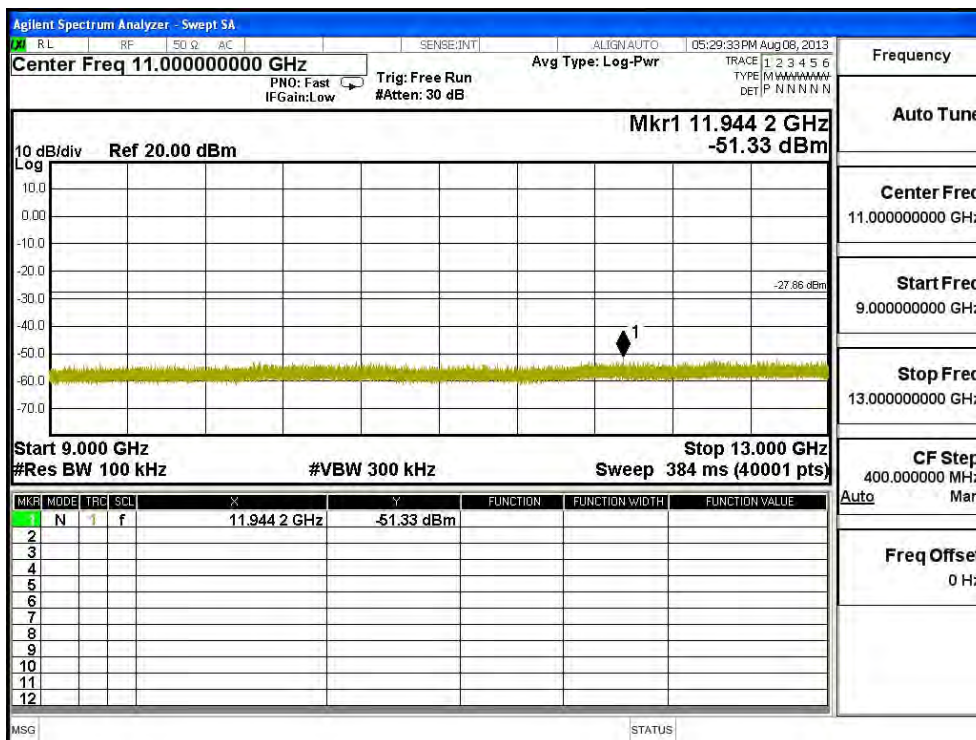 Agilent Spectrum Analyzer - Swept SA
RL RF 50 Ω AC SENSE:INT ALIGN AUTO 05:29:33 PM Aug 08, 2013
Center Freq 11.000000000 GHz
PNO: Fast
IFGain:Low
Trig: Free Run
#Atten: 30 dB
Avg Type: Log-Pwr
TRACE 1 2 3 4 5 6
TYPE M WWWWW
DET P N N N N N
Mkr1 11.944 2 GHz
-51.33 dBm
10 dB/div Ref 20.00 dBm
Log
10.0
0.00
-10.0
-20.0
-27.86 dBm
-30.0
-40.0
1
-50.0
-60.0
-70.0
Start 9.000 GHz Stop 13.000 GHz
#Res BW 100 kHz #VBW 300 kHz Sweep 384 ms (40001 pts)
MKR MODE TRC SCL X Y FUNCTION FUNCTION WIDTH FUNCTION VALUE
1 N 1 f 11.944 2 GHz -51.33 dBm
2
3
4
5
6
7
8
9
10
11
12
MSG STATUS
Frequency
Auto Tune
Center Freq
11.000000000 GHz
Start Freq
9.000000000 GHz
Stop Freq
13.000000000 GHz
CF Step
400.000000 MHz
Auto Man
Freq Offset
0 Hz